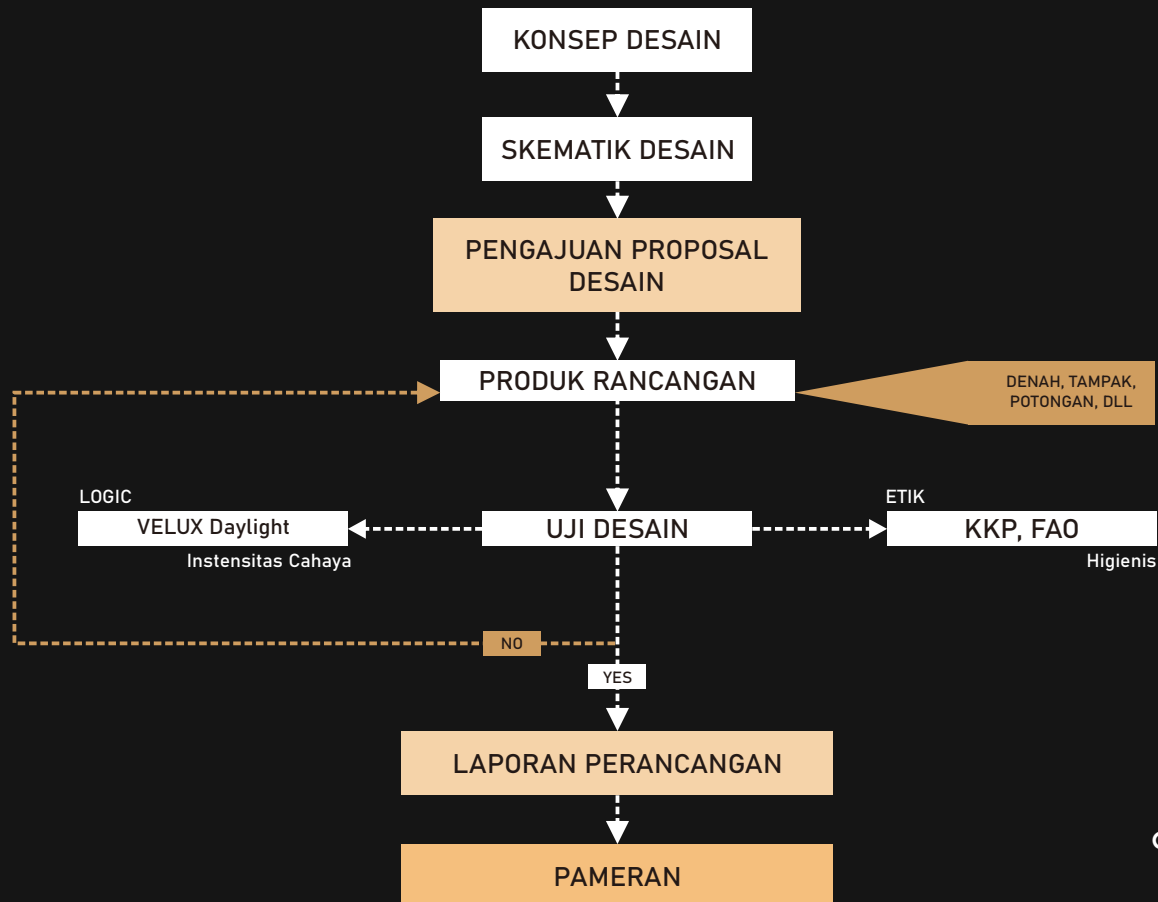 KONSEP DESAIN
SKEMATIK DESAIN
PENGAJUAN PROPOSAL
DESAIN
PRODUK RANCANGAN
DENAH, TAMPAK,
POTONGAN, DLL
LOGIC
VELUX Daylight
Instensitas Cahaya
UJI DESAIN
ETIK
KKP, FAO
Higienis
NO
YES
LAPORAN PERANCANGAN
PAMERAN